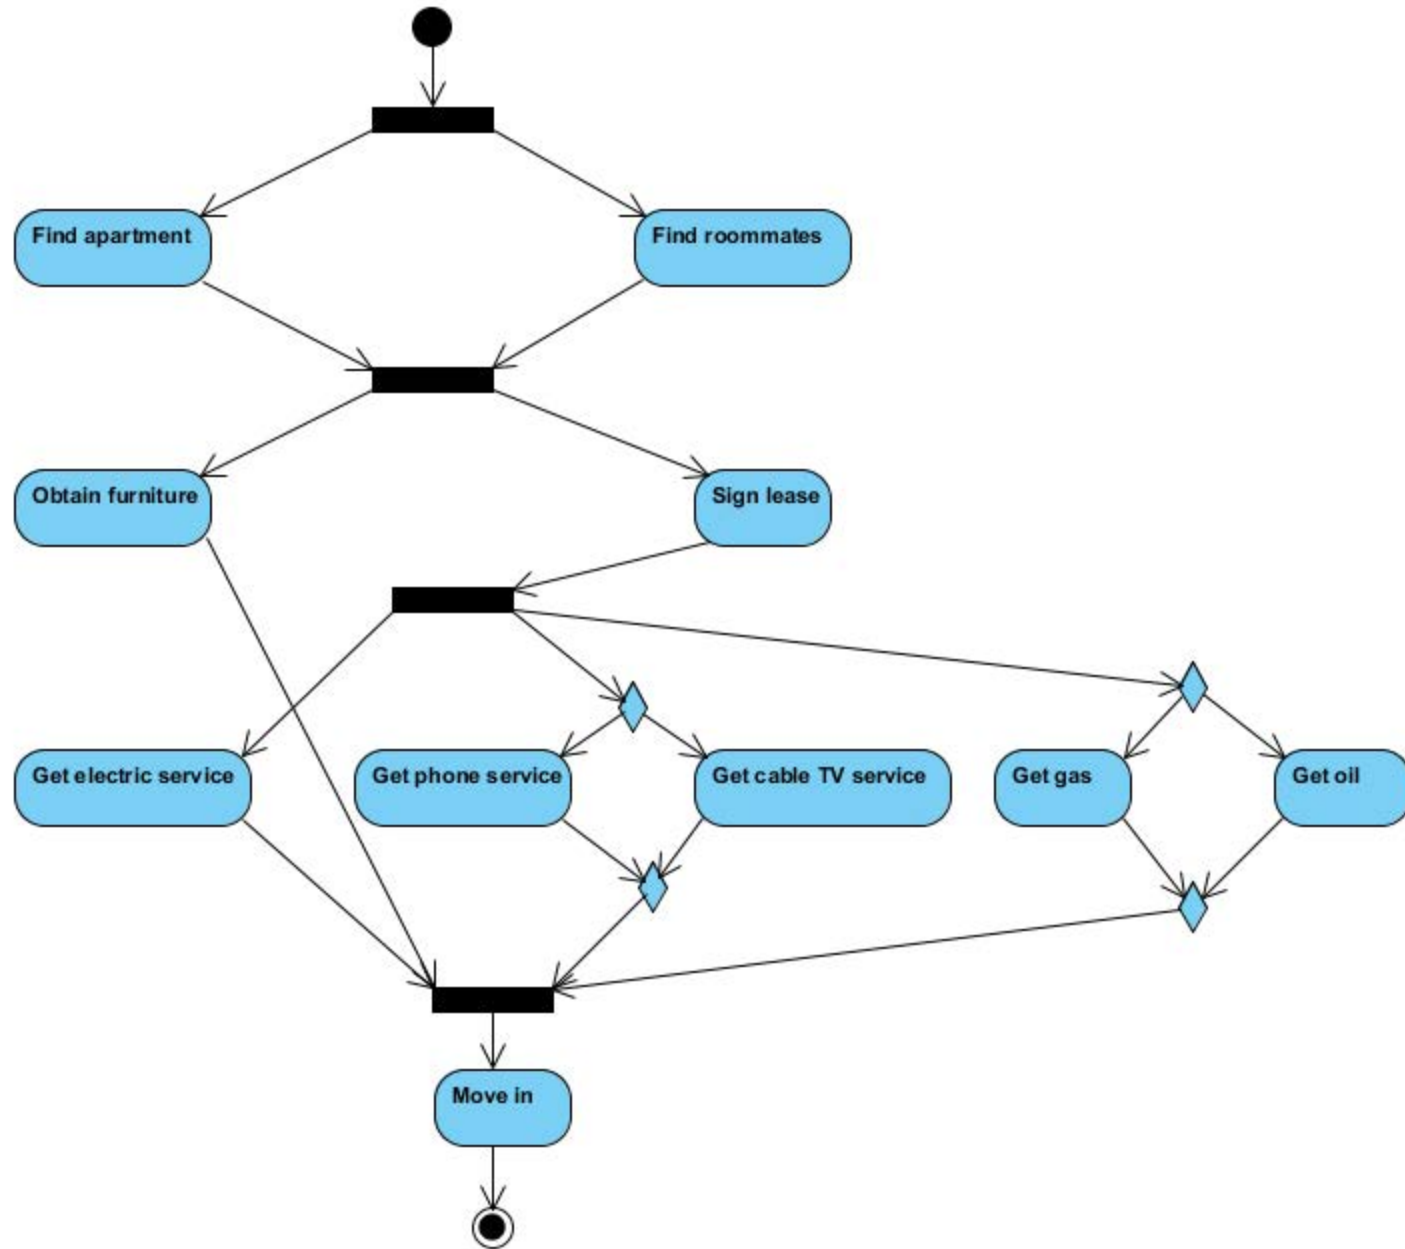 Find apartment
Find roommates
Obtain furniture
Sign lease
Get electric service
Get phone service
Get cable TV service
Get gas
Get oil
Move in